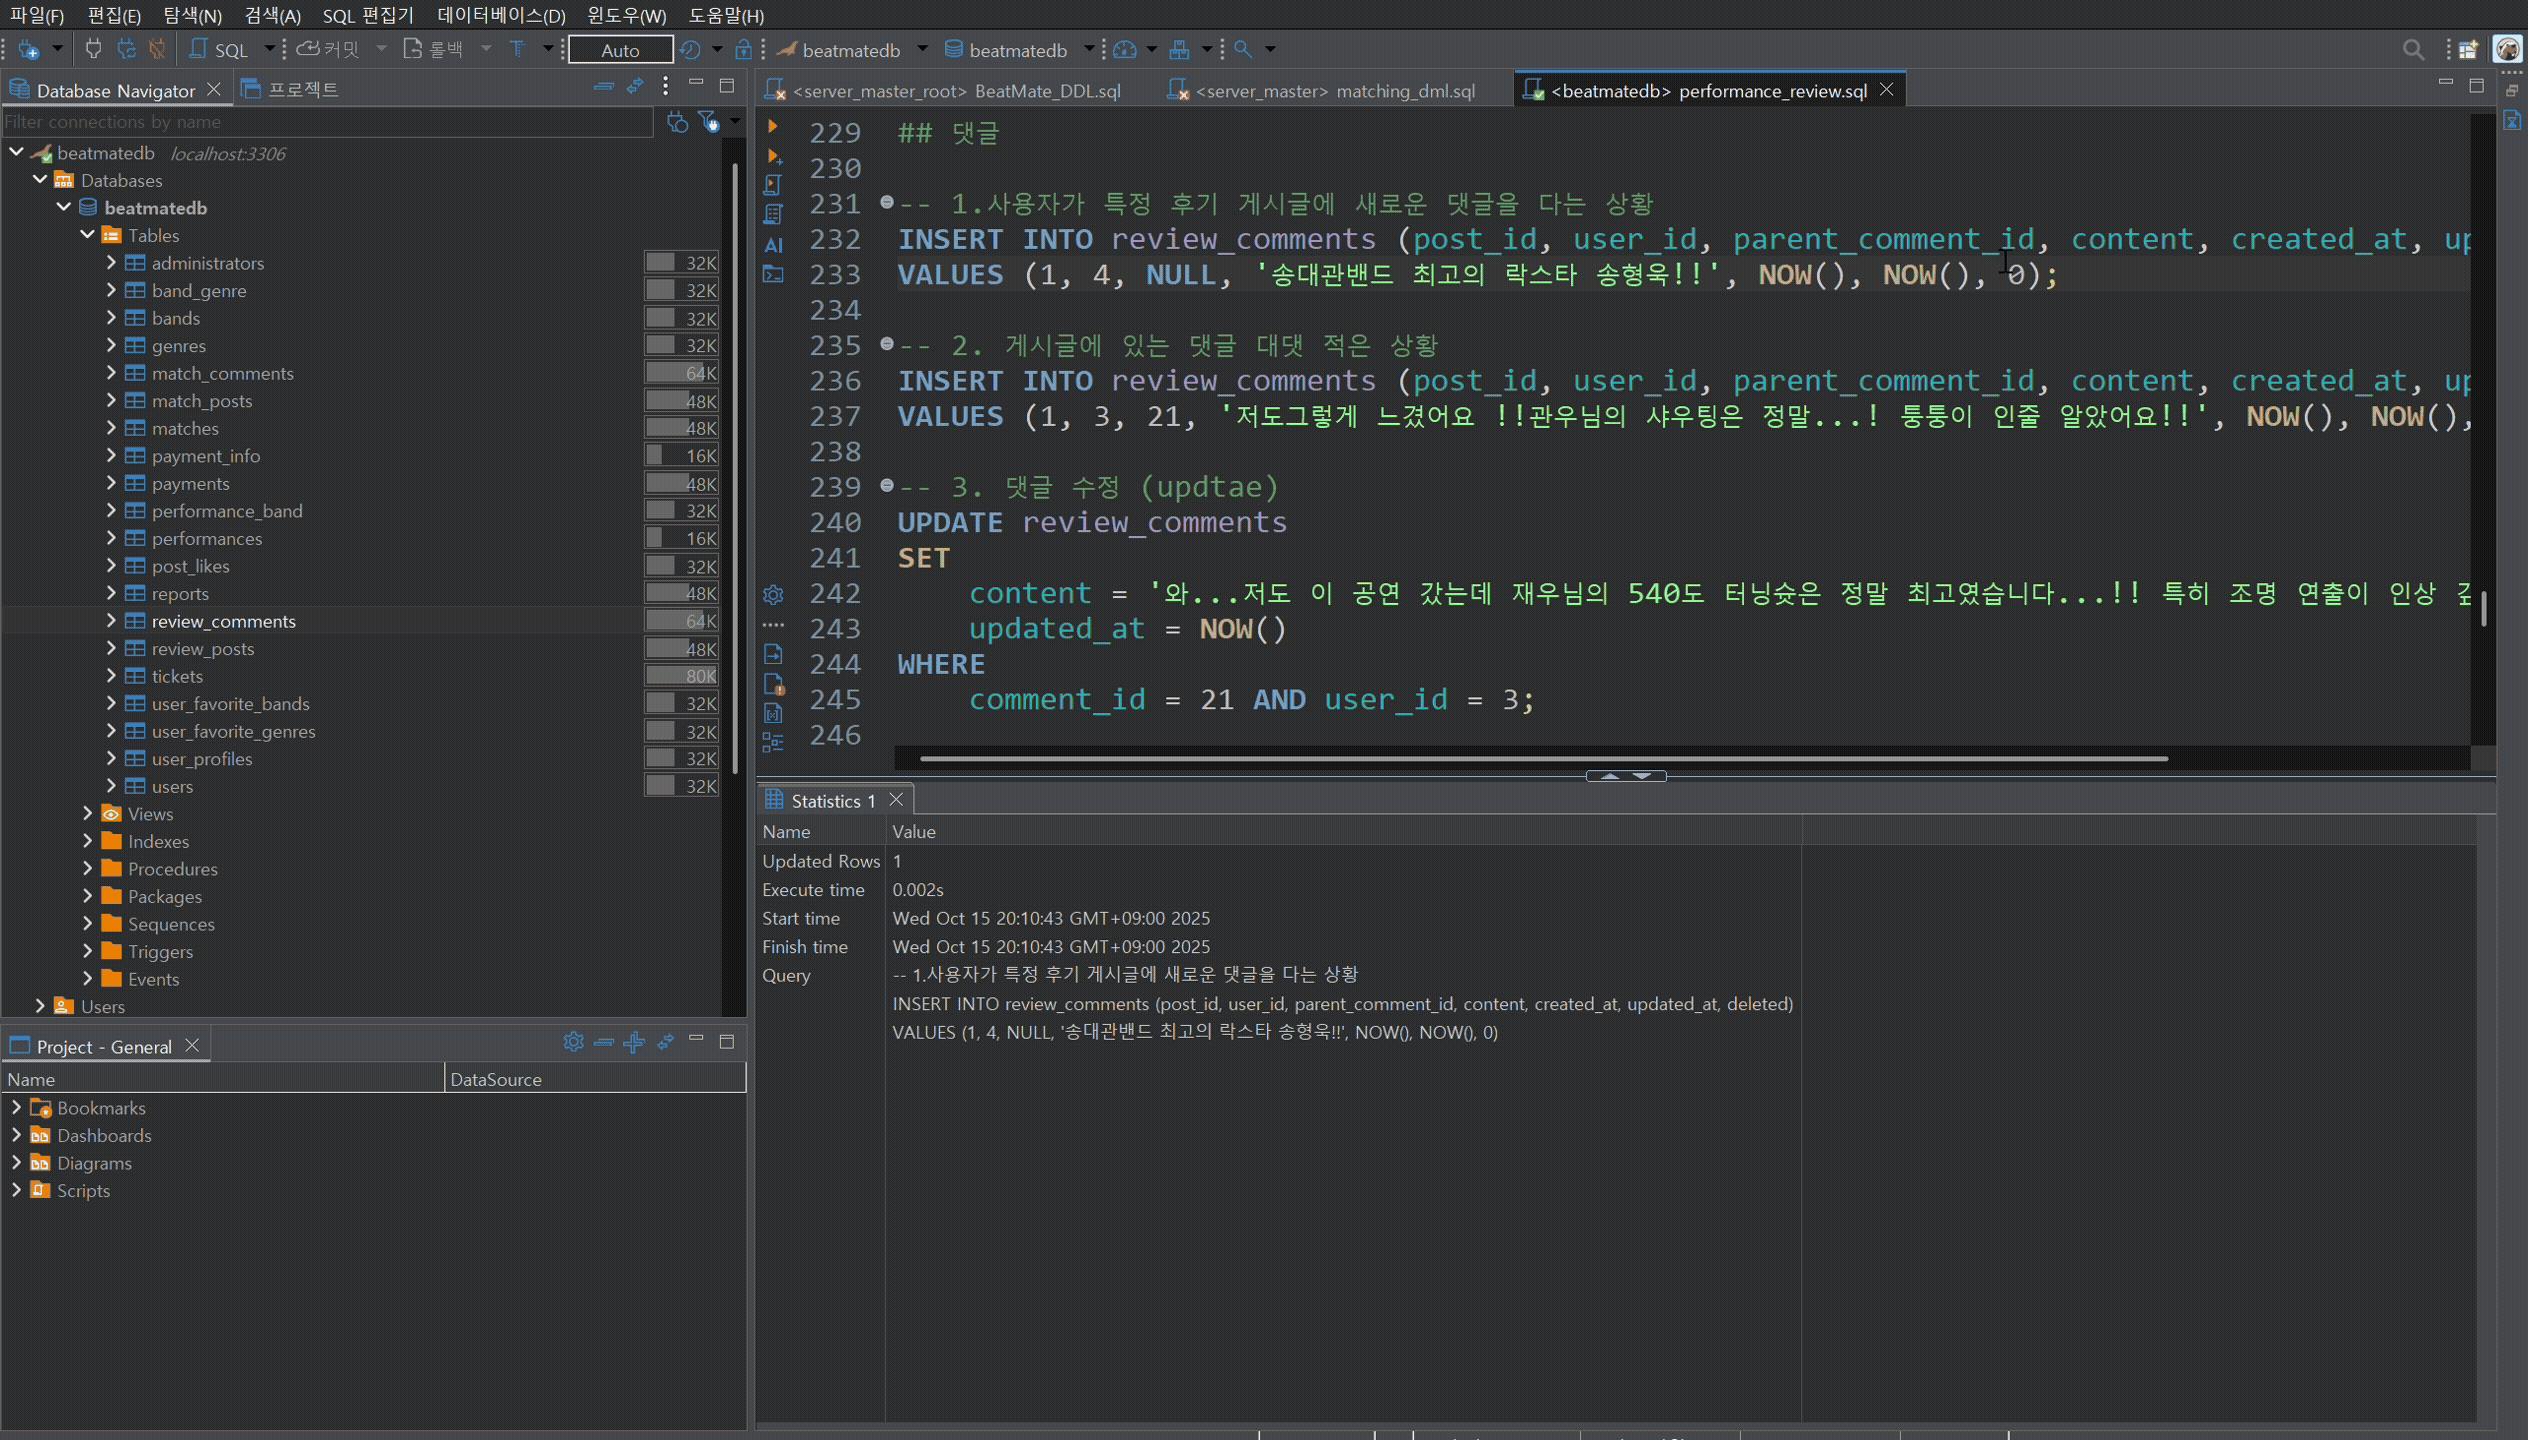 파일(F) 편집(E) 탐색(N) 검색(A) SQL 편집기 데이터베이스(D) 윈도우(W) 도움말(H)
SQL 커밋 롤백 T Auto beatmatedb beatmatedb
Database Navigator 프로젝트
<server_master_root> BeatMate_DDL.sql <server_master> matching_dml.sql <beatmatedb> performance_review.sql
Filter connections by name
beatmatedb localhost:3306
Databases
beatmatedb
Tables
administrators 32K
band_genre 32K
bands 32K
genres 32K
match_comments 64K
match_posts 48K
matches 48K
payment_info 16K
payments 48K
performance_band 32K
performances 16K
post_likes 32K
reports 48K
review_comments 64K
review_posts 48K
tickets 80K
user_favorite_bands 32K
user_favorite_genres 32K
user_profiles 32K
users 32K
Views
Indexes
Procedures
Packages
Sequences
Triggers
Events
Users
Project - General
Name DataSource
Bookmarks
Dashboards
Diagrams
Scripts
AI
229 ## 댓글
230
231 -- 1.사용자가 특정 후기 게시글에 새로운 댓글을 다는 상황
232 INSERT INTO review_comments (post_id, user_id, parent_comment_id, content, created_at, up
233 VALUES (1, 4, NULL, '송대관밴드 최고의 락스타 송형욱!!', NOW(), NOW(), 0);
234
235 -- 2. 게시글에 있는 댓글 대댓 적은 상황
236 INSERT INTO review_comments (post_id, user_id, parent_comment_id, content, created_at, up
237 VALUES (1, 3, 21, '저도그렇게 느겼어요 !!관우님의 샤우팅은 정말...! 퉁퉁이 인줄 알았어요!!', NOW(), NOW(),
238
239 -- 3. 댓글 수정 (updtae)
240 UPDATE review_comments
241 SET
242 content = '와...저도 이 공연 갔는데 재우님의 540도 터닝슛은 정말 최고였습니다...!! 특히 조명 연출이 인상
243 updated_at = NOW()
244 WHERE
245 comment_id = 21 AND user_id = 3;
246
Statistics 1
Name Value
Updated Rows 1
Execute time 0.002s
Start time Wed Oct 15 20:10:43 GMT+09:00 2025
Finish time Wed Oct 15 20:10:43 GMT+09:00 2025
Query -- 1.사용자가 특정 후기 게시글에 새로운 댓글을 다는 상황
INSERT INTO review_comments (post_id, user_id, parent_comment_id, content, created_at, updated_at, deleted)
VALUES (1, 4, NULL, '송대관밴드 최고의 락스타 송형욱!!', NOW(), NOW(), 0)